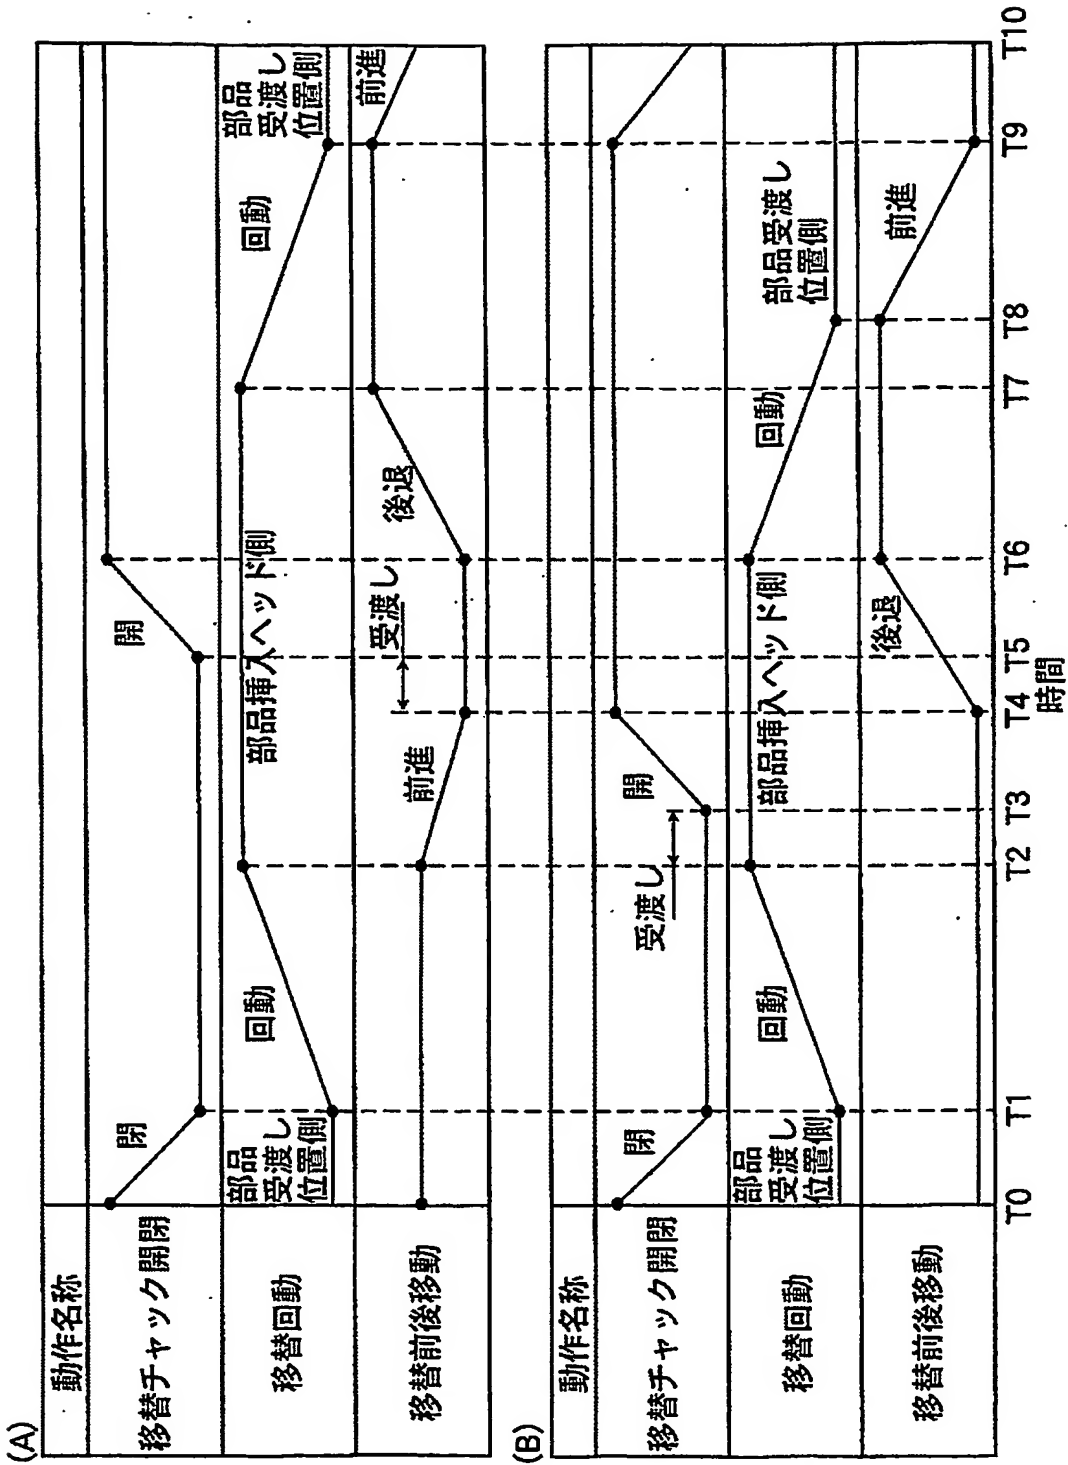 (A)
動作名称
移替チャック開閉
閉
開
移替回動
部品
受渡し
位置側
回動
部品挿入ヘッド側
回動
部品
受渡し
位置側
移替前後移動
前進
受渡し
後退
前進
(B)
動作名称
移替チャック開閉
閉
受渡し
開
移替回動
部品
受渡し
位置側
回動
部品挿入ヘッド側
回動
部品受渡し
位置側
移替前後移動
後退
前進
T0 T1 T2 T3 T4 T5 T6 T7 T8 T9 T10
時間